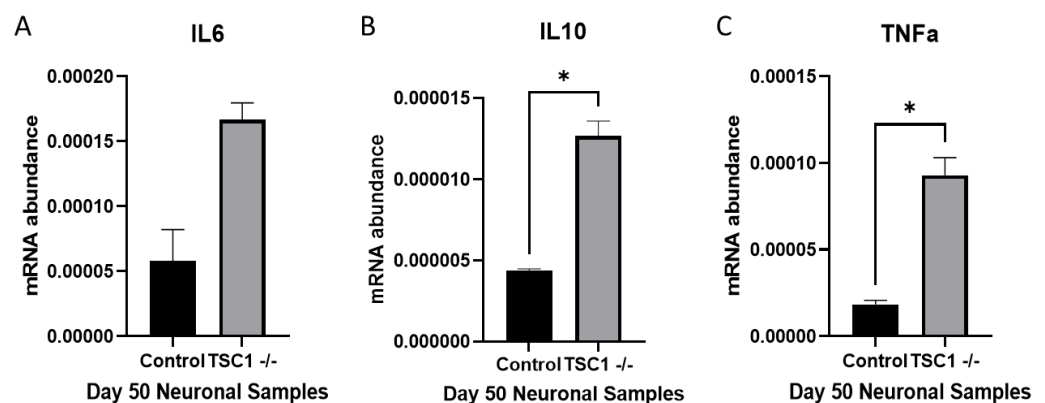 A
IL6
0.00020
0.00015
0.00010
0.00005
0.00000
mRNA abundance
Control TSC1 -/-
Day 50 Neuronal Samples
B
IL10
*
0.000015
0.000010
0.000005
0.000000
mRNA abundance
Control TSC1 -/-
Day 50 Neuronal Samples
C
TNFa
*
0.00015
0.00010
0.00005
0.00000
mRNA abundance
Control TSC1 -/-
Day 50 Neuronal Samples